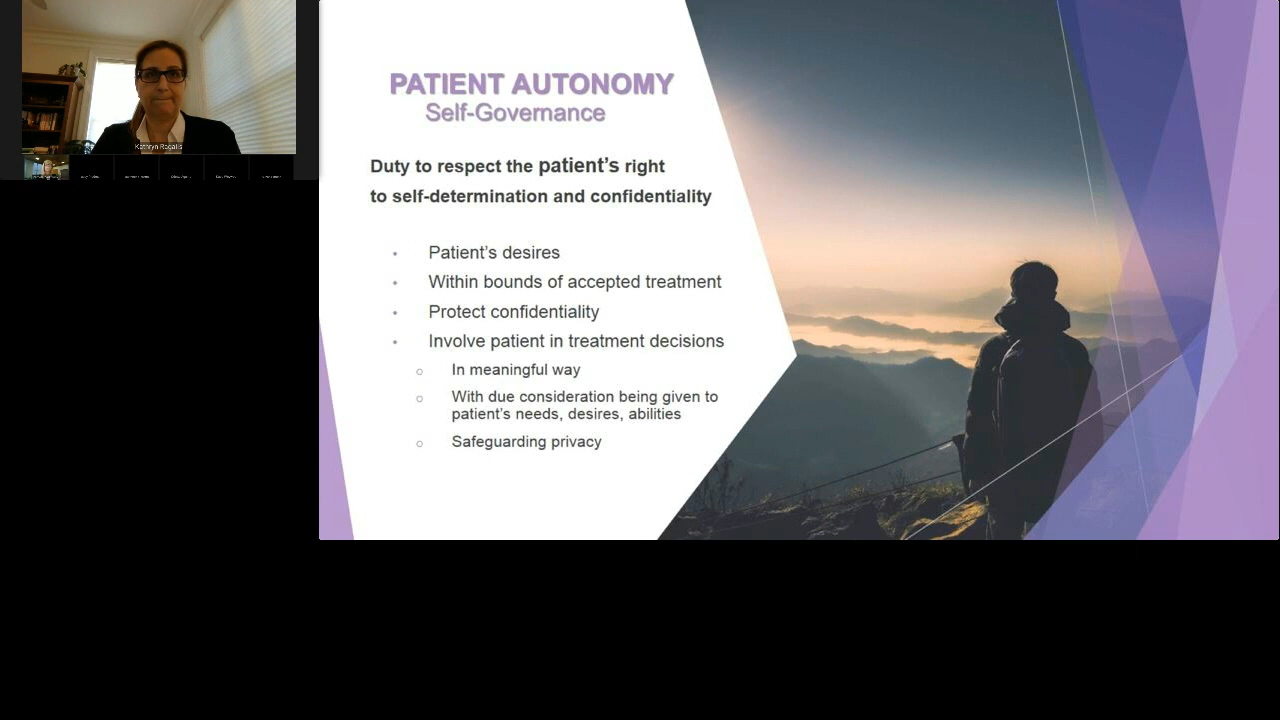 Kathryn Ragalis
PATIENT AUTONOMY
Self-Governance
Duty to respect the patient's right
to self-determination and confidentiality
• Patient's desires
• Within bounds of accepted treatment
• Protect confidentiality
• Involve patient in treatment decisions
o In meaningful way
o With due consideration being given to
patient's needs, desires, abilities
o Safeguarding privacy